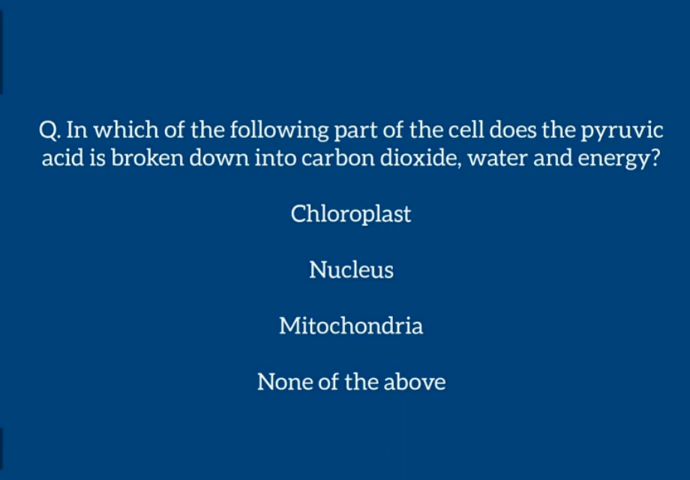 Q. In which of the following part of the cell does the pyruvic
acid is broken down into carbon dioxide, water and energy?
Chloroplast
Nucleus
Mitochondria
None of the above